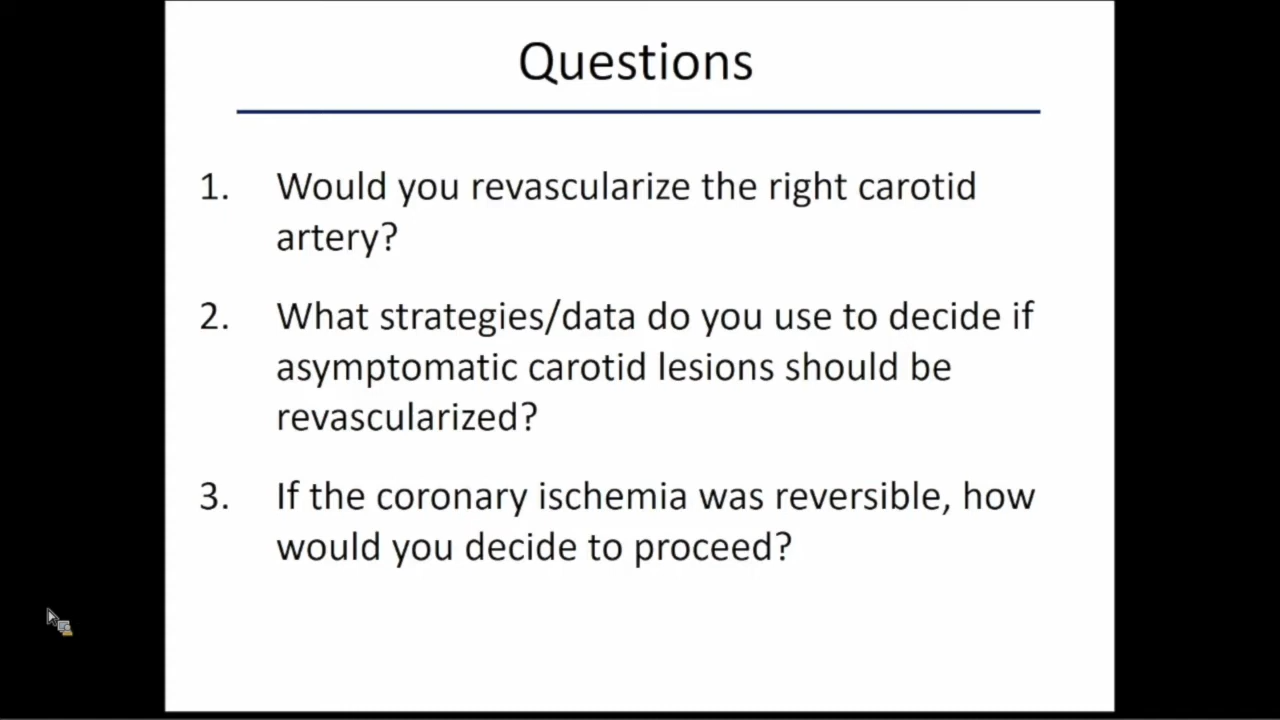 Questions
1. Would you revascularize the right carotid
artery?
2. What strategies/data do you use to decide if
asymptomatic carotid lesions should be
revascularized?
3. If the coronary ischemia was reversible, how
would you decide to proceed?